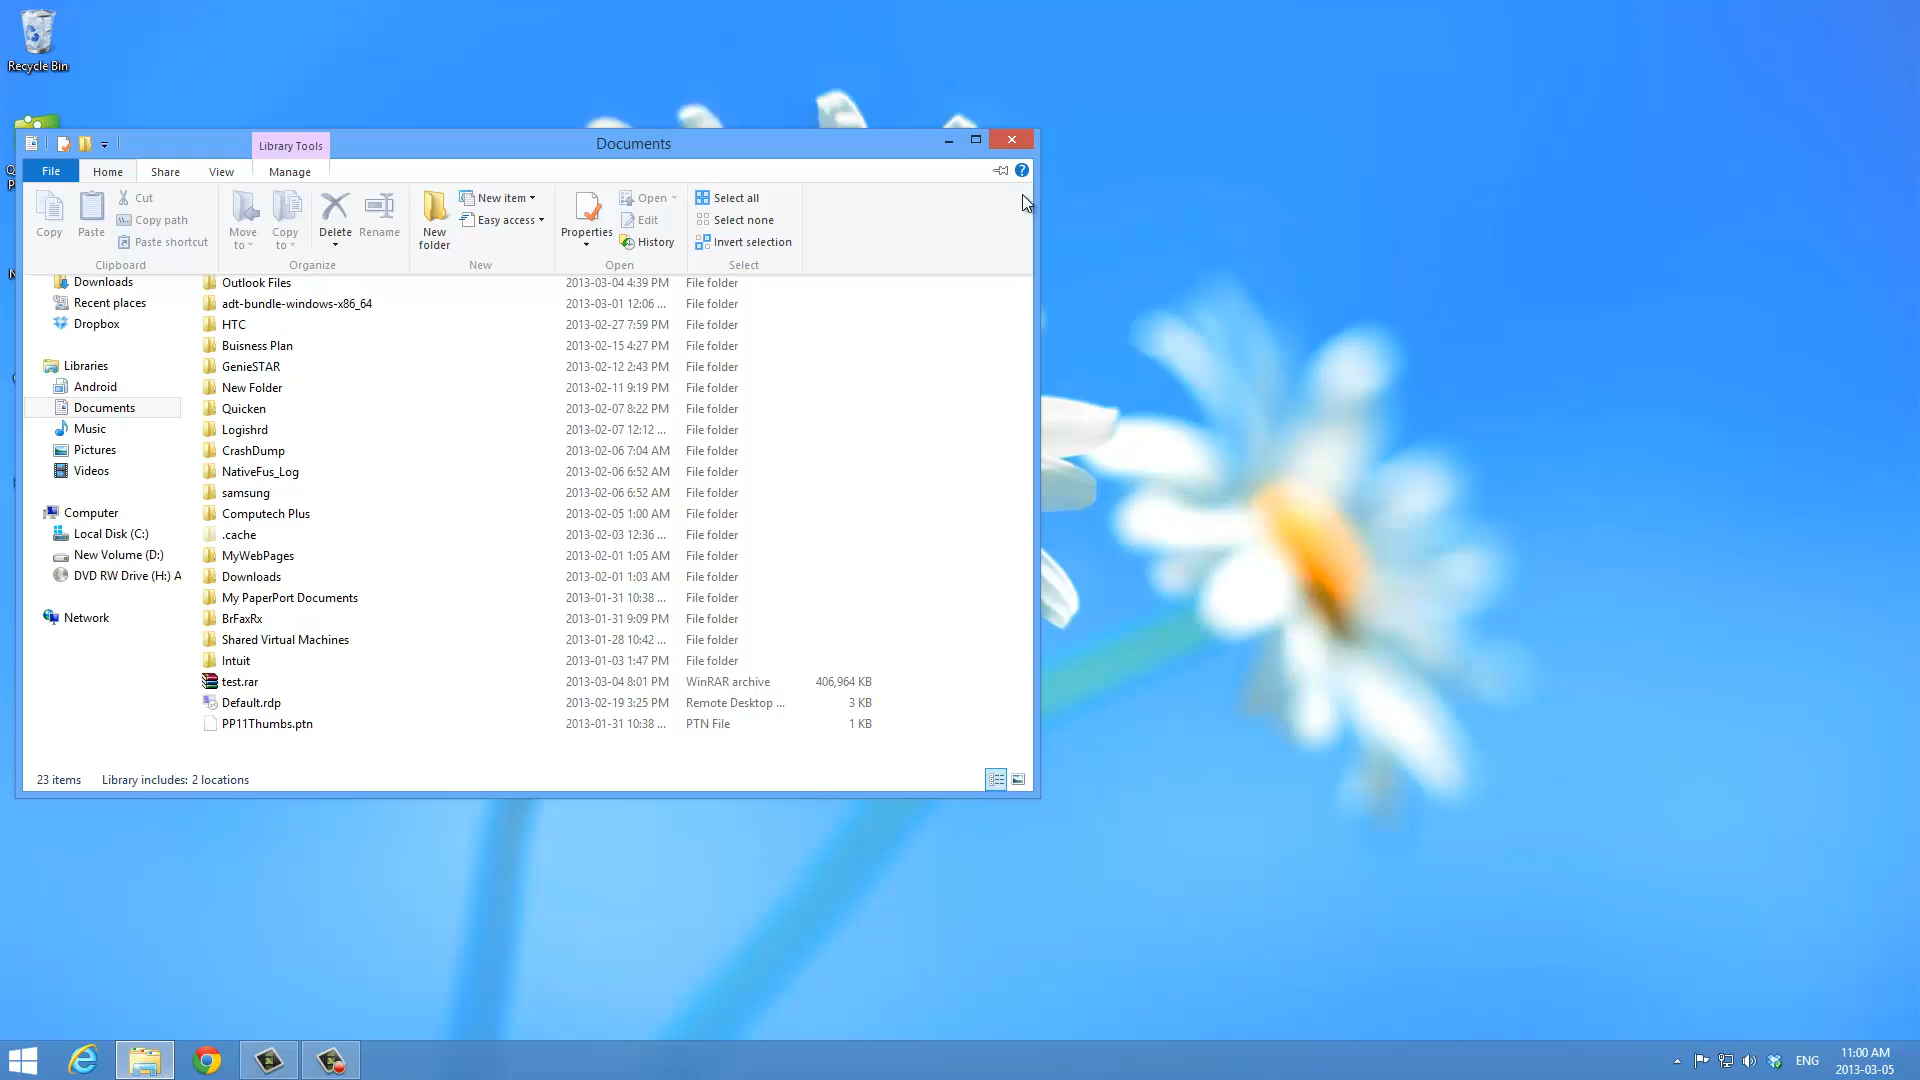 Recycle Bin
Library Tools
Documents
File
Home
Share
View
Manage
Copy
Paste
Cut
Copy path
Paste shortcut
Clipboard
Move to
Copy to
Delete
Rename
Organize
New folder
New item
Easy access
New
Properties
Open
Edit
History
Open
Select all
Select none
Invert selection
Select
Downloads
Recent places
Dropbox
Libraries
Android
Documents
Music
Pictures
Videos
Computer
Local Disk (C:)
New Volume (D:)
DVD RW Drive (H:) A
Network
Outlook Files 2013-03-04 4:39 PM File folder
adt-bundle-windows-x86_64 2013-03-01 12:06 ... File folder
HTC 2013-02-27 7:59 PM File folder
Buisness Plan 2013-02-15 4:27 PM File folder
GenieSTAR 2013-02-12 2:43 PM File folder
New Folder 2013-02-11 9:19 PM File folder
Quicken 2013-02-07 8:22 PM File folder
Logishrd 2013-02-07 12:12 ... File folder
CrashDump 2013-02-06 7:04 AM File folder
NativeFus_Log 2013-02-06 6:52 AM File folder
samsung 2013-02-06 6:52 AM File folder
Computech Plus 2013-02-05 1:00 AM File folder
.cache 2013-02-03 12:36 ... File folder
MyWebPages 2013-02-01 1:05 AM File folder
Downloads 2013-02-01 1:03 AM File folder
My PaperPort Documents 2013-01-31 10:38 ... File folder
BrFaxRx 2013-01-31 9:09 PM File folder
Shared Virtual Machines 2013-01-28 10:42 ... File folder
Intuit 2013-01-03 1:47 PM File folder
test.rar 2013-03-04 8:01 PM WinRAR archive 406,964 KB
Default.rdp 2013-02-19 3:25 PM Remote Desktop ... 3 KB
PP11Thumbs.ptn 2013-01-31 10:38 ... PTN File 1 KB
23 items Library includes: 2 locations
ENG
11:00 AM
2013-03-05